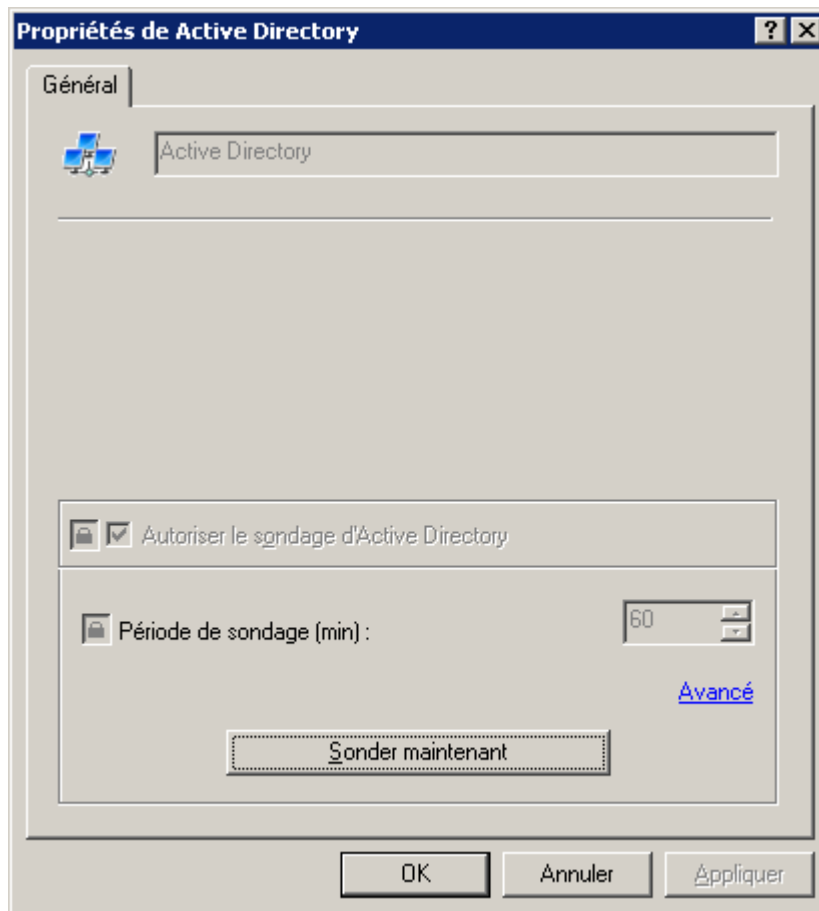 Propriétés de Active Directory
Général
Active Directory
Autoriser le sondage d'Active Directory
Période de sondage (min) :
60
Avancé
Sonder maintenant
OK
Annuler
Appliquer